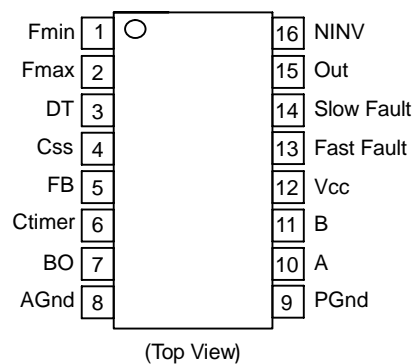 Fmin 1 16 NINV
Fmax 2 15 Out
DT 3 14 Slow Fault
Css 4 13 Fast Fault
FB 5 12 Vcc
Ctimer 6 11 B
BO 7 10 A
AGnd 8 9 PGnd
(Top View)